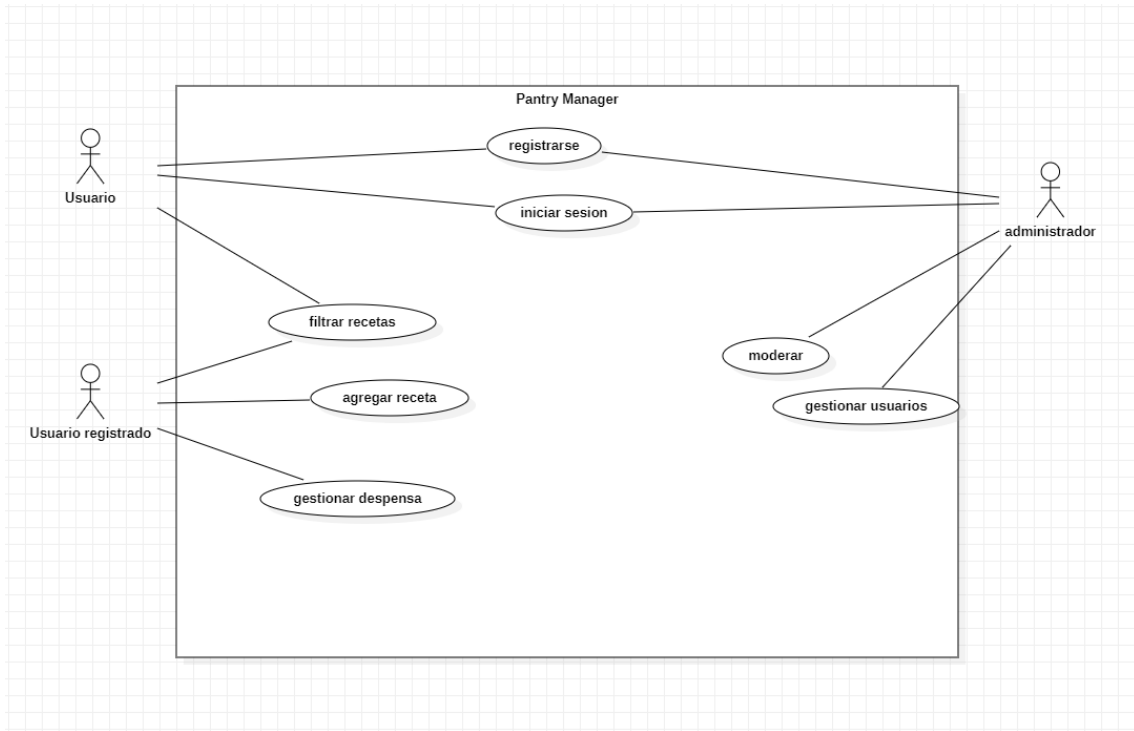 Pantry Manager
registrarse
Usuario
iniciar sesion
administrador
filtrar recetas
moderar
agregar receta
gestionar usuarios
Usuario registrado
gestionar despensa